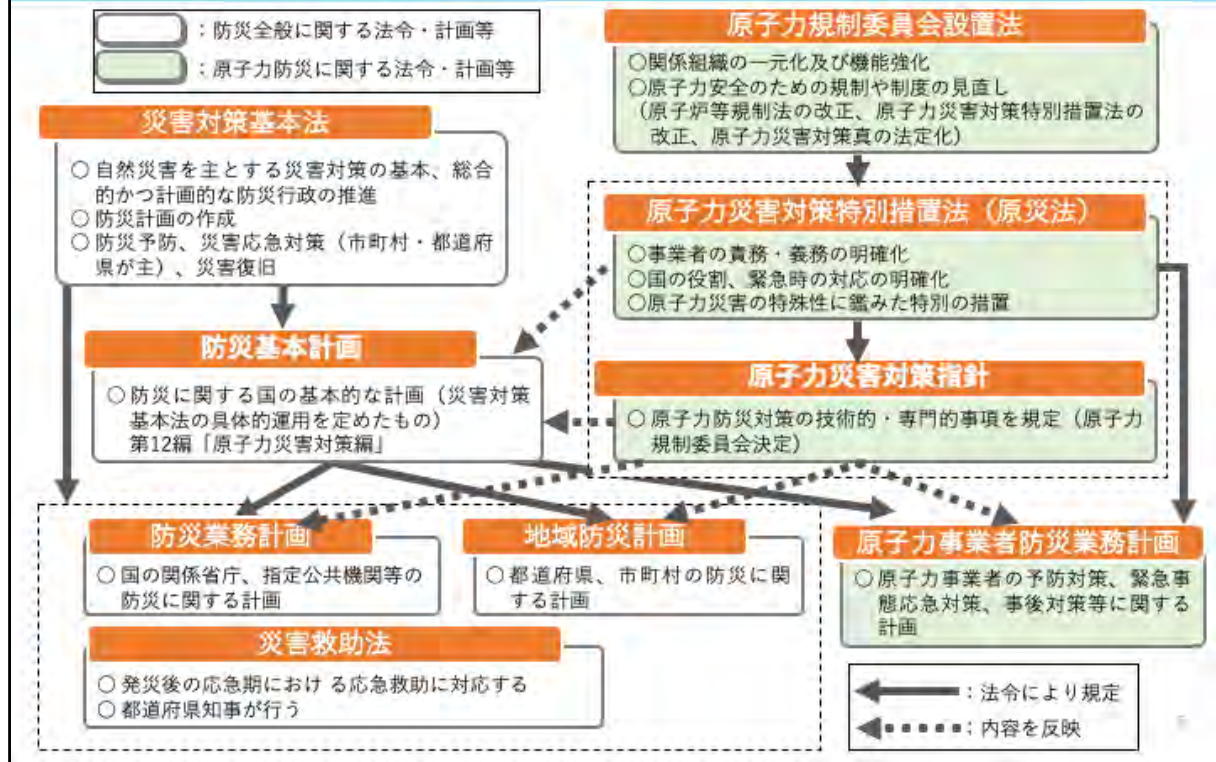 ：防災全般に関する法令・計画等
：原子力防災に関する法令・計画等
原子力規制委員会設置法
○関係組織の一元化及び機能強化
○原子力安全のための規制や制度の見直し
（原子炉等規制法の改正、原子力災害対策特別措置法の
改正、原子力災害対策真の法定化）
災害対策基本法
○ 自然災害を主とする災害対策の基本、総合
的かつ計画的な防災行政の推進
○ 防災計画の作成
○ 防災予防、災害応急対策（市町村・都道府
県が主）、災害復旧
原子力災害対策特別措置法（原災法）
○事業者の責務・義務の明確化
○国の役割、緊急時の対応の明確化
○原子力災害の特殊性に鑑みた特別の措置
防災基本計画
○ 防災に関する国の基本的な計画（災害対策
基本法の具体的運用を定めたもの）
第12編「原子力災害対策編」
原子力災害対策指針
○ 原子力防災対策の技術的・専門的事項を規定（原子力
規制委員会決定）
防災業務計画
○ 国の関係省庁、指定公共機関等の
防災に関する計画
地域防災計画
○ 都道府県、市町村の防災に関
する計画
原子力事業者防災業務計画
○ 原子力事業者の予防対策、緊急事
態応急対策、事後対策等に関する
計画
災害救助法
○ 発災後の応急期におけ る応急救助に対応する
○ 都道府県知事が行う
：法令により規定
：内容を反映